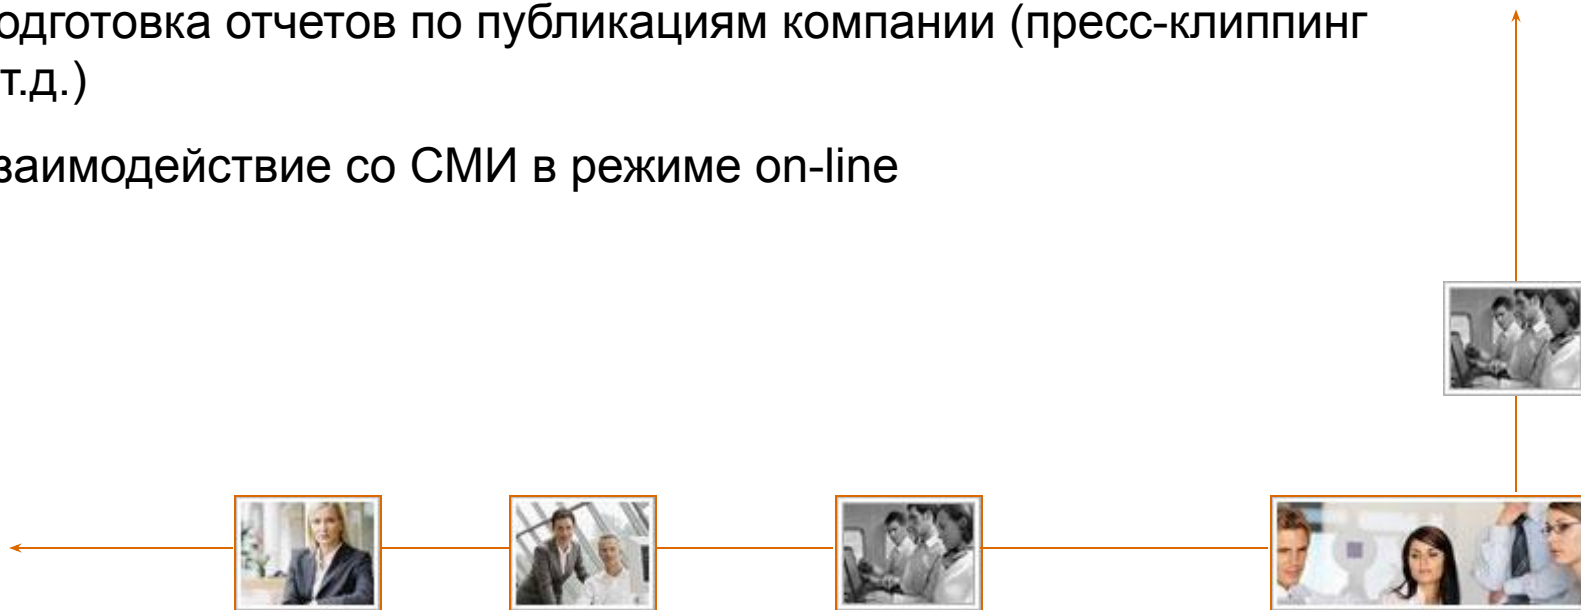 одготовка отчетов по публикациям компании (пресс-клиппинг
т.д.)
заимодействие со СМИ в режиме on-line